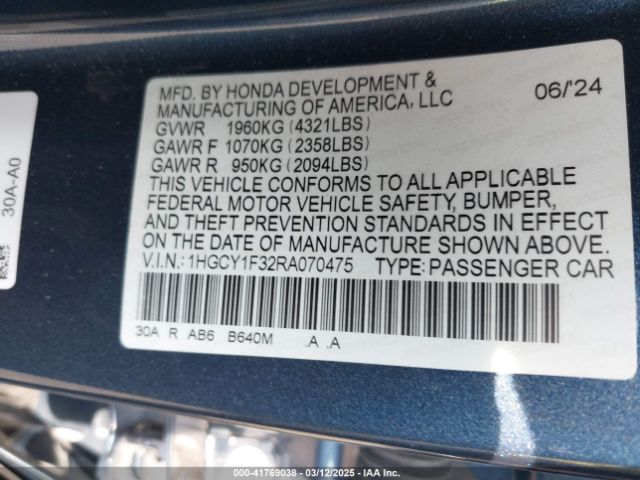 MFD. BY HONDA DEVELOPMENT &
MANUFACTURING OF AMERICA, LLC 06/'24
GVWR 1960KG (4321LBS)
GAWR F 1070KG (2358LBS)
GAWR R 950KG (2094LBS)
THIS VEHICLE CONFORMS TO ALL APPLICABLE
FEDERAL MOTOR VEHICLE SAFETY, BUMPER,
AND THEFT PREVENTION STANDARDS IN EFFECT
ON THE DATE OF MANUFACTURE SHOWN ABOVE.
V.I.N.: 1HGCY1F32RA070475 TYPE: PASSENGER CAR
30A R AB6 B640M .A .A
30A-A0
000-41769038 - 03/12/2025 - IAA Inc.